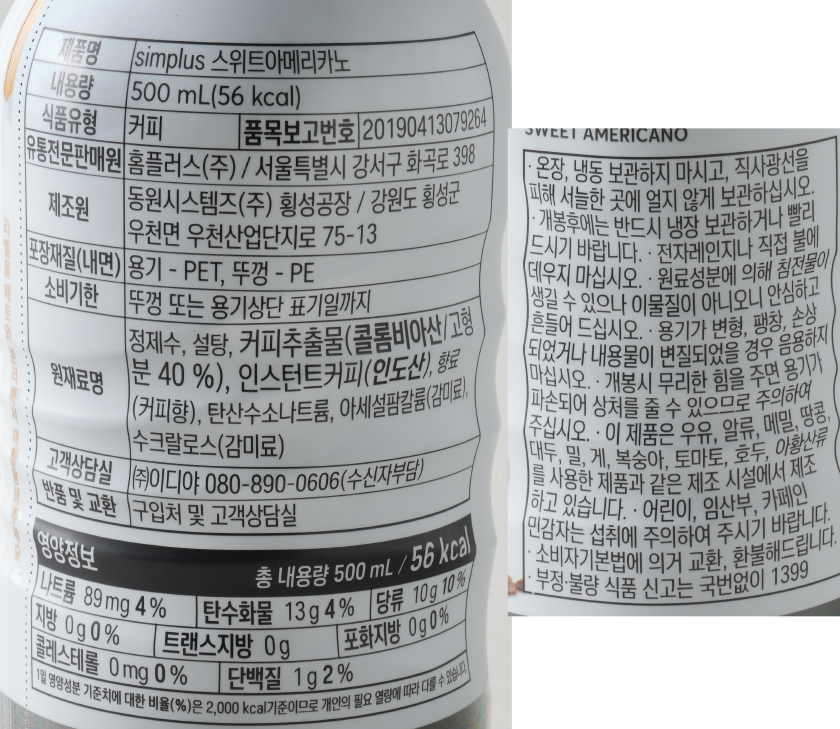 제품명 simplus 스위트아메리카노
내용량 500 mL(56 kcal)
식품유형 커피 품목보고번호 20190413079264
유통전문판매원 홈플러스(주) / 서울특별시 강서구 화곡로 398
제조원 동원시스템즈(주) 횡성공장 / 강원도 횡성군
우천면 우천산업단지로 75-13
포장재질(내면) 용기 - PET, 뚜껑 - PE
소비기한 뚜껑 또는 용기상단 표기일까지
원재료명 정제수, 설탕, 커피추출물(콜롬비아산/고형
분 40 %), 인스턴트커피(인도산), 향료
(커피향), 탄산수소나트륨, 아세설팜칼륨(감미료),
수크랄로스(감미료)
고객상담실 ㈜이디야 080-890-0606(수신자부담)
반품 및 교환 구입처 및 고객상담실
영양정보 총 내용량 500 mL / 56 kcal
나트륨 89mg 4% 탄수화물 13g 4% 당류 10g 10%
지방 0g 0% 트랜스지방 0g 포화지방 0g 0%
콜레스테롤 0mg 0% 단백질 1g 2%
1일 영양성분 기준치에 대한 비율(%)은 2,000 kcal기준이므로 개인의 필요 열량에 따라 다를 수 있습니다.
SWEET AMERICANO
· 온장, 냉동 보관하지 마시고, 직사광선을
피해 서늘한 곳에 얼지 않게 보관하십시오.
· 개봉후에는 반드시 냉장 보관하거나 빨리
드시기 바랍니다. · 전자레인지나 직접 불에
데우지 마십시오. · 원료성분에 의해 침전물이
생길 수 있으나 이물질이 아니오니 안심하고
흔들어 드십시오. · 용기가 변형, 팽창, 손상
되었거나 내용물이 변질되었을 경우 음용하지
마십시오. · 개봉시 무리한 힘을 주면 용기가
파손되어 상처를 줄 수 있으므로 주의하여
주십시오. · 이 제품은 우유, 알류, 메밀, 땅콩,
대두, 밀, 게, 복숭아, 토마토, 호두, 아황산류
를 사용한 제품과 같은 제조 시설에서 제조
하고 있습니다. · 어린이, 임산부, 카페인
민감자는 섭취에 주의하여 주시기 바랍니다.
· 소비자기본법에 의거 교환, 환불해드립니다.
· 부정·불량 식품 신고는 국번없이 1399